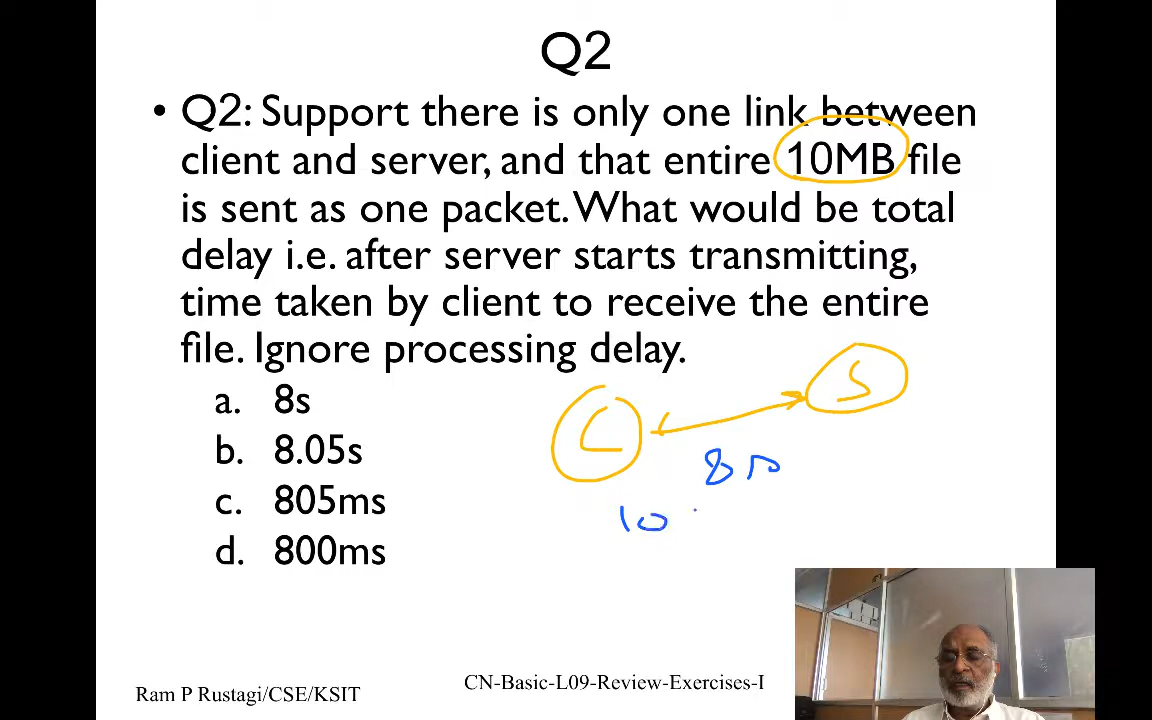 Q2
• Q2: Support there is only one link between
client and server, and that entire 10MB file
is sent as one packet. What would be total
delay i.e. after server starts transmitting,
time taken by client to receive the entire
file. Ignore processing delay.
a. 8s
b. 8.05s
c. 805ms
d. 800ms
C
S
8
10
Ram P Rustagi/CSE/KSIT
CN-Basic-L09-Review-Exercises-I